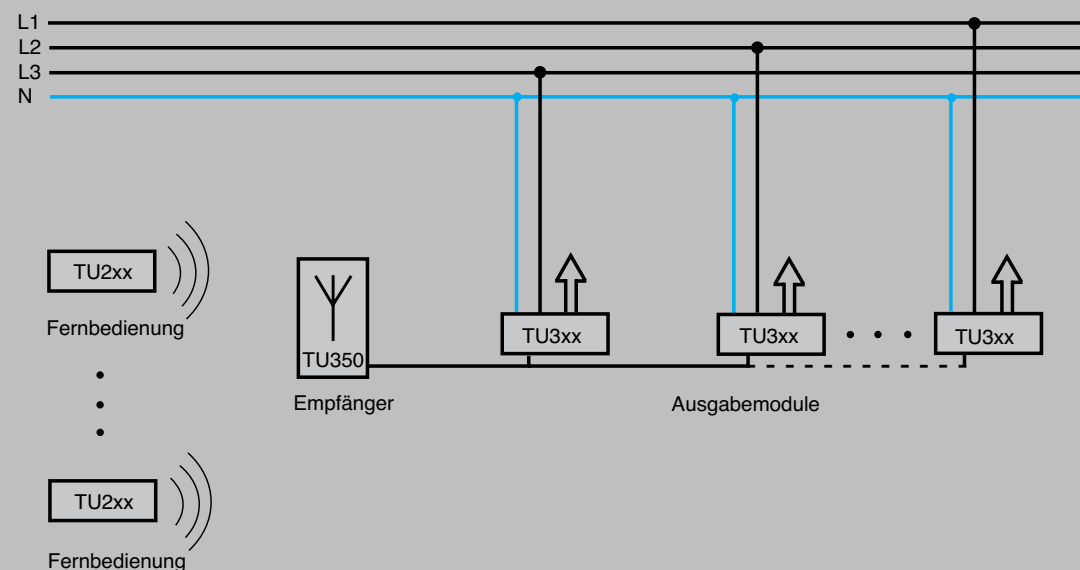 L1
L2
L3
N
TU2xx
Fernbedienung
TU350
Empfänger
TU3xx
TU3xx
TU3xx
Ausgabemodule
TU2xx
Fernbedienung